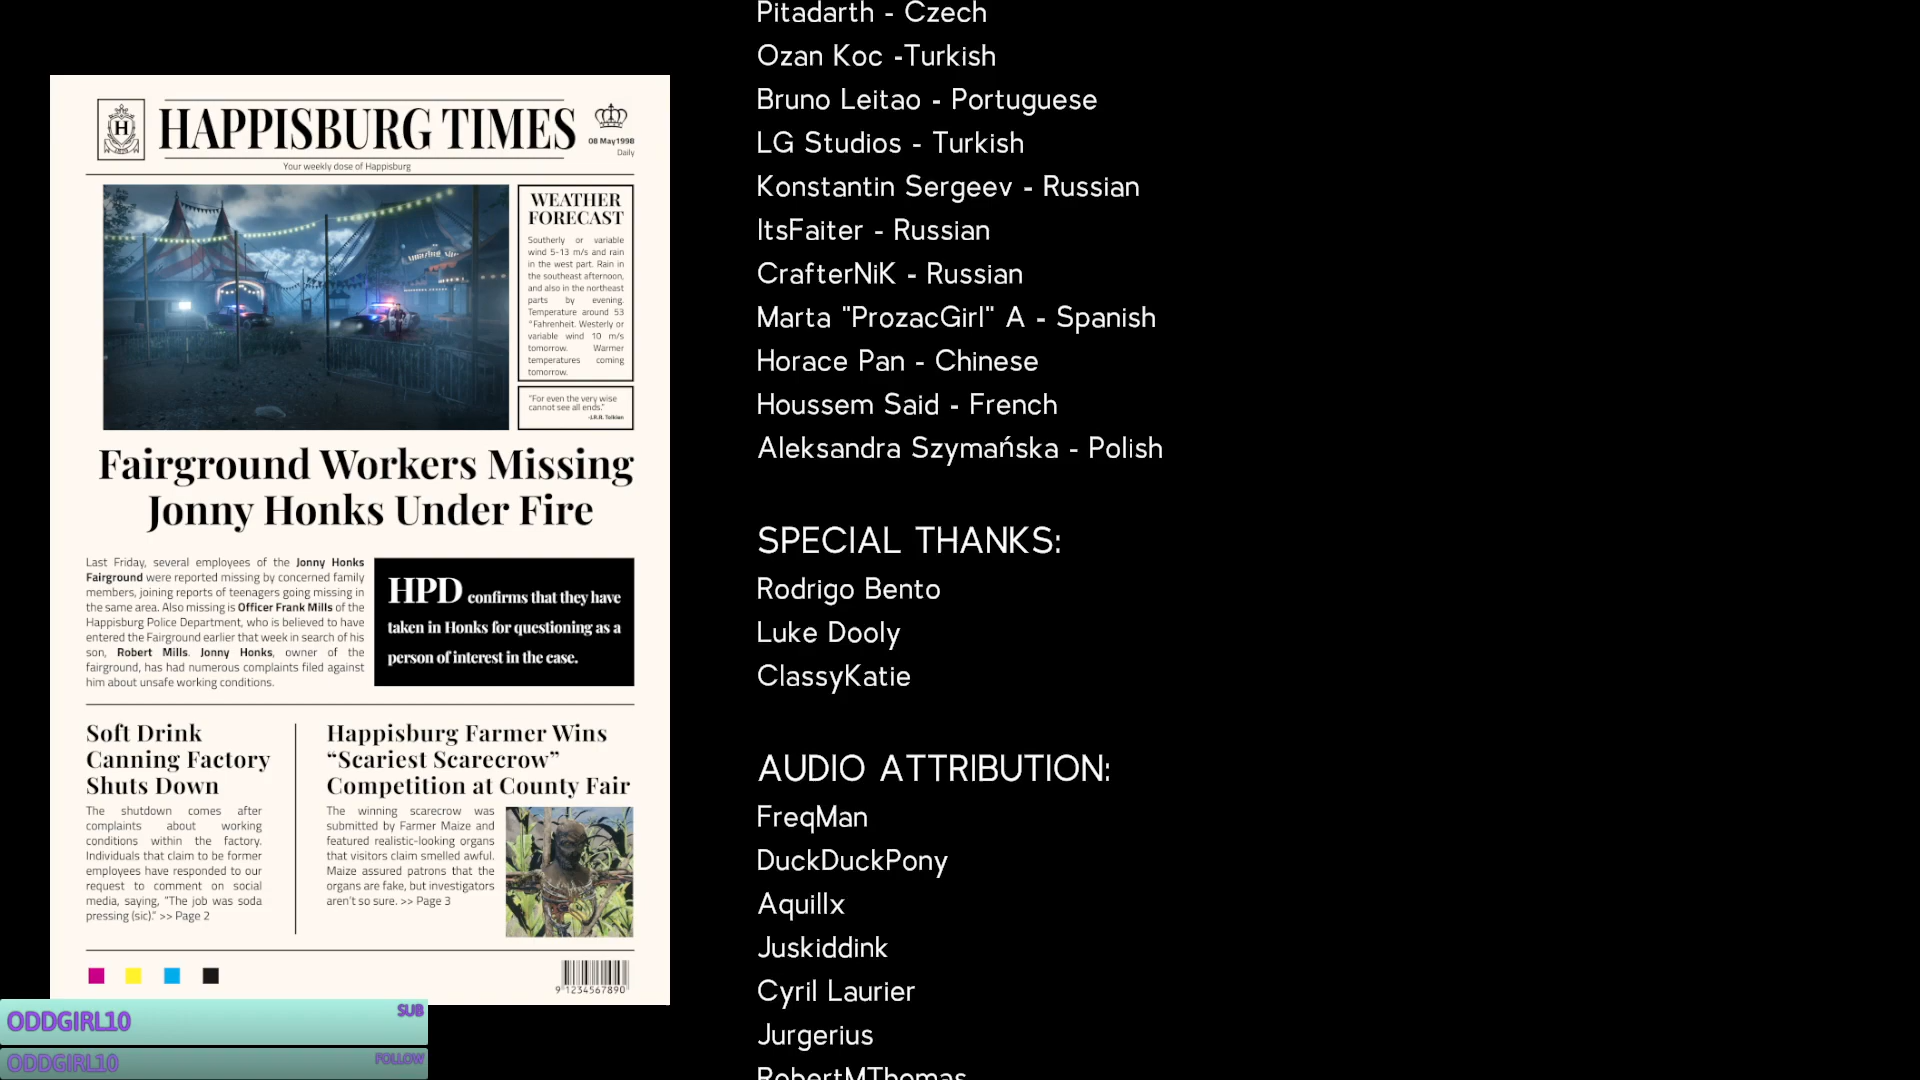 H
HAPPISBURG TIMES
08 May1998
Daily
Your weekly dose of Happisburg
WEATHER
FORECAST
Southerly or variable
wind 5-13 m/s and rain
in the west part. Rain in
the southeast afternoon,
and also in the northeast
parts by evening.
Temperature around 53
°Fahrenheit. Westerly or
variable wind 10 m/s
tomorrow. Warmer
temperatures coming
tomorrow.
"For even the very wise
cannot see all ends."
-J.R.R. Tolkien
Fairground Workers Missing
Jonny Honks Under Fire
Last Friday, several employees of the Jonny Honks
Fairground were reported missing by concerned family
members, joining reports of teenagers going missing in
the same area. Also missing is Officer Frank Mills of the
Happisburg Police Department, who is believed to have
entered the Fairground earlier that week in search of his
son, Robert Mills. Jonny Honks, owner of the
fairground, has had numerous complaints filed against
him about unsafe working conditions.
HPD confirms that they have
taken in Honks for questioning as a
person of interest in the case.
Soft Drink
Canning Factory
Shuts Down
The shutdown comes after
complaints about working
conditions within the factory.
Individuals that claim to be former
employees have responded to our
request to comment on social
media, saying, "The job was soda
pressing (sic)." >> Page 2
Happisburg Farmer Wins
“Scariest Scarecrow”
Competition at County Fair
The winning scarecrow was
submitted by Farmer Maize and
featured realistic-looking organs
that visitors claim smelled awful.
Maize assured patrons that the
organs are fake, but investigators
aren't so sure. >> Page 3
9 1234567890
ODDGIRL10 SUB
ODDGIRL10 FOLLOW
Pitadarth - Czech
Ozan Koc -Turkish
Bruno Leitao - Portuguese
LG Studios - Turkish
Konstantin Sergeev - Russian
ItsFaiter - Russian
CrafterNiK - Russian
Marta "ProzacGirl" A - Spanish
Horace Pan - Chinese
Houssem Said - French
Aleksandra Szymańska - Polish
SPECIAL THANKS:
Rodrigo Bento
Luke Dooly
ClassyKatie
AUDIO ATTRIBUTION:
FreqMan
DuckDuckPony
Aquillx
Juskiddink
Cyril Laurier
Jurgerius
RobertMThomas